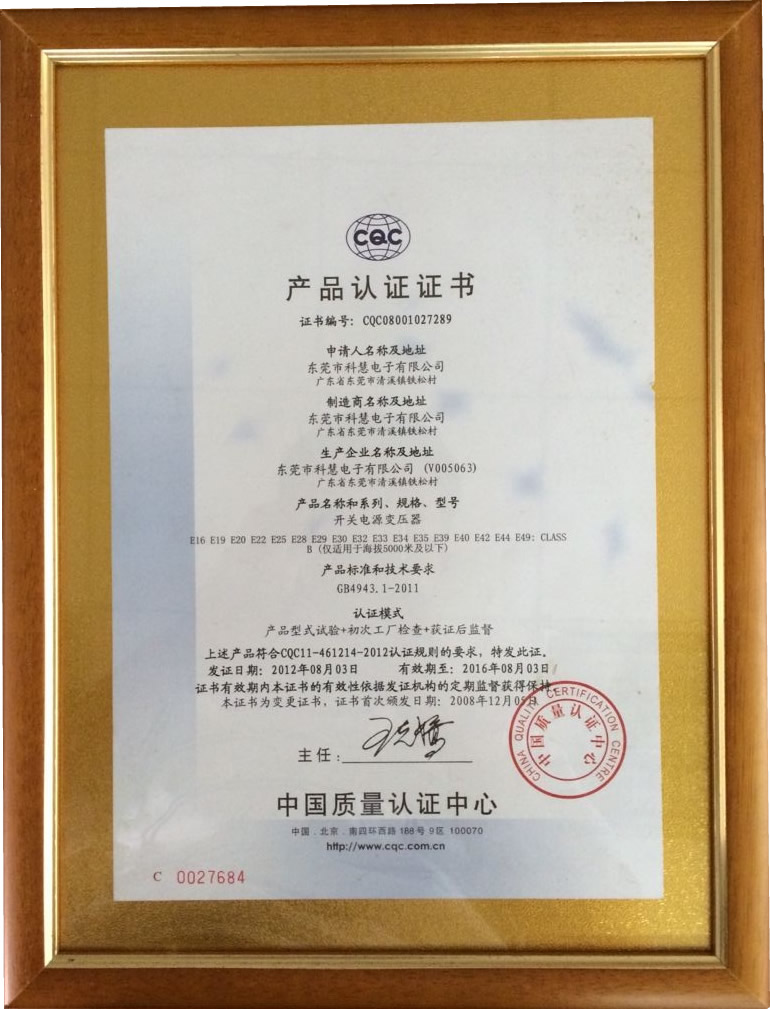 CQC
产品认证证书
证书编号: CQC08001027289
申请人名称及地址
东莞市科慧电子有限公司
广东省东莞市清溪镇铁松村
制造商名称及地址
东莞市科慧电子有限公司
广东省东莞市清溪镇铁松村
生产企业名称及地址
东莞市科慧电子有限公司 (V005063)
广东省东莞市清溪镇铁松村
产品名称和系列、规格、型号
开关电源变压器
E16 E19 E20 E22 E25 E28 E29 E30 E32 E33 E34 E35 E39 E40 E42 E44 E49: CLASS
B (仅适用于海拔5000米及以下)
产品标准和技术要求
GB4943.1-2011
认证模式
产品型式试验+初次工厂检查+获证后监督
上述产品符合CQC11-461214-2012认证规则的要求, 特发此证。
发证日期: 2012年08月03日 有效期至: 2016年08月03日
证书有效期内本证书的有效性依据发证机构的定期监督获得保持
本证书为变更证书, 证书首次颁发日期: 2008年12月05日
主任:
CHINA QUALITY CERTIFICATION CENTRE
中国质量认证中心
中国质量认证中心
中国 . 北京 . 南四环西路 188 号 9 区 100070
http://www.cqc.com.cn
C 0027684